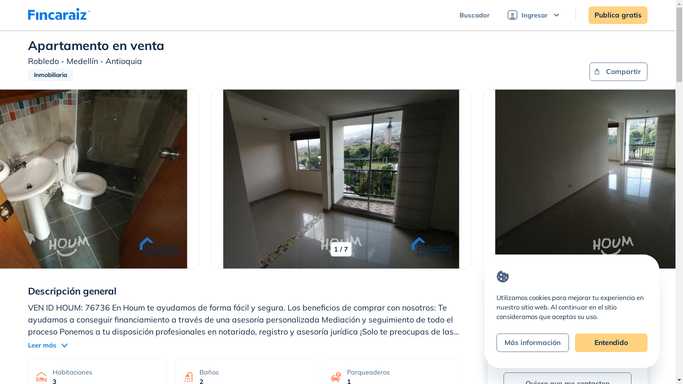 Fincaraiz
Buscador
Ingresar
Publica gratis
Apartamento en venta
Robledo - Medellín - Antioquia
Inmobiliaria
Compartir
HOUM
HOUM
HOUM
1 / 7
Descripción general
VEN ID HOUM: 76736 En Houm te ayudamos de forma fácil y segura. Los beneficios de comprar con nosotros: Te
ayudamos a conseguir financiamiento a través de una asesoría personalizada Mediación y seguimiento de todo el
proceso Ponemos a tu disposición profesionales en notariado, registro y asesoría jurídica ¡Solo te preocupas de las...
Leer más
Habitaciones
3
Baños
2
Parqueaderos
1
Utilizamos cookies para mejorar tu experiencia en
nuestro sitio web. Al continuar en el sitio
consideramos que aceptas su uso.
Más información
Entendido
Quiero que me contacten